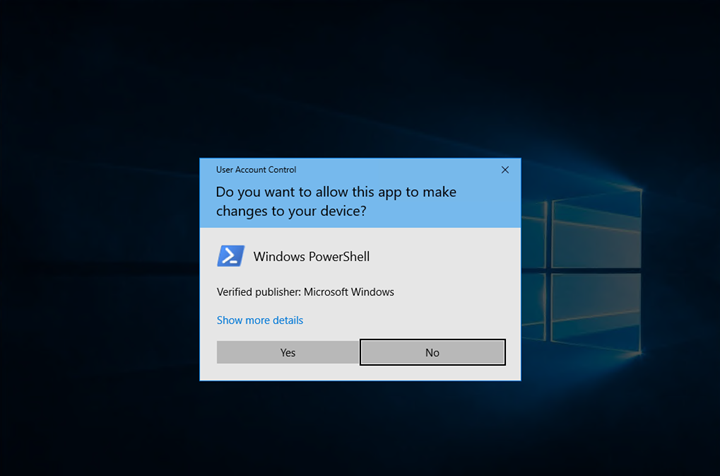 User Account Control
Do you want to allow this app to make
changes to your device?
Windows PowerShell
Verified publisher: Microsoft Windows
Show more details
Yes
No